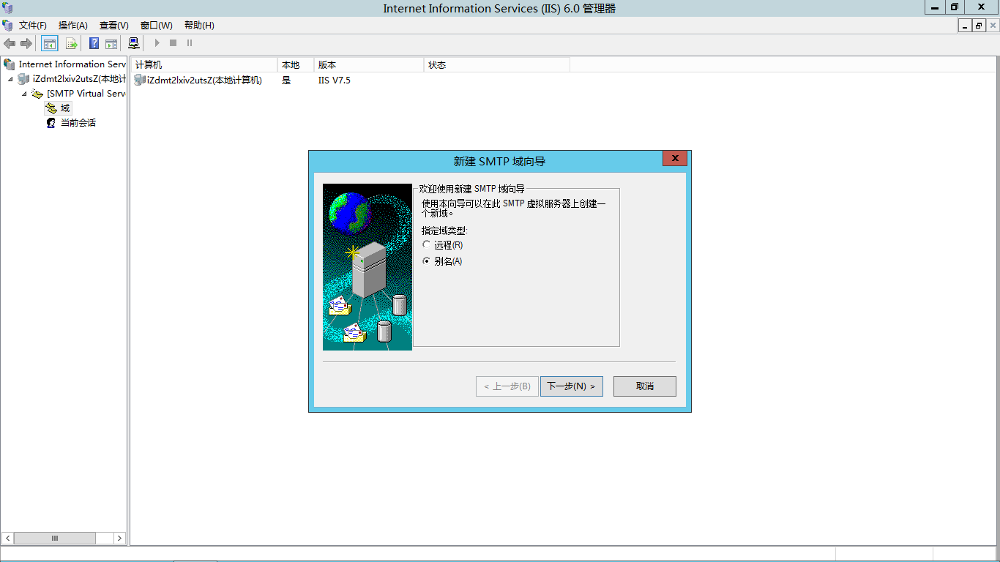 Internet Information Services (IIS) 6.0 管理器
文件(F) 操作(A) 查看(V) 窗口(W) 帮助(H)
Internet Information Serv
iZdmt2lxiv2utsZ(本地计
[SMTP Virtual Serv
域
当前会话
计算机 本地 版本 状态
iZdmt2lxiv2utsZ(本地计算机) 是 IIS V7.5
新建 SMTP 域向导
欢迎使用新建 SMTP 域向导
使用本向导可以在此 SMTP 虚拟服务器上创建一
个新域。
指定域类型:
远程(R)
别名(A)
< 上一步(B) 下一步(N) > 取消